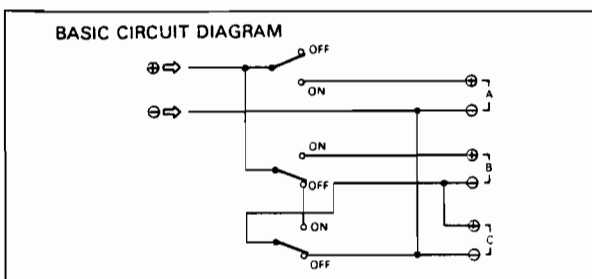 BASIC CIRCUIT DIAGRAM
OFF
⊕⇨
ON
⊕
A
⊖⇨
⊖
ON
⊕
B
OFF
⊖
ON
⊕
C
OFF
⊖